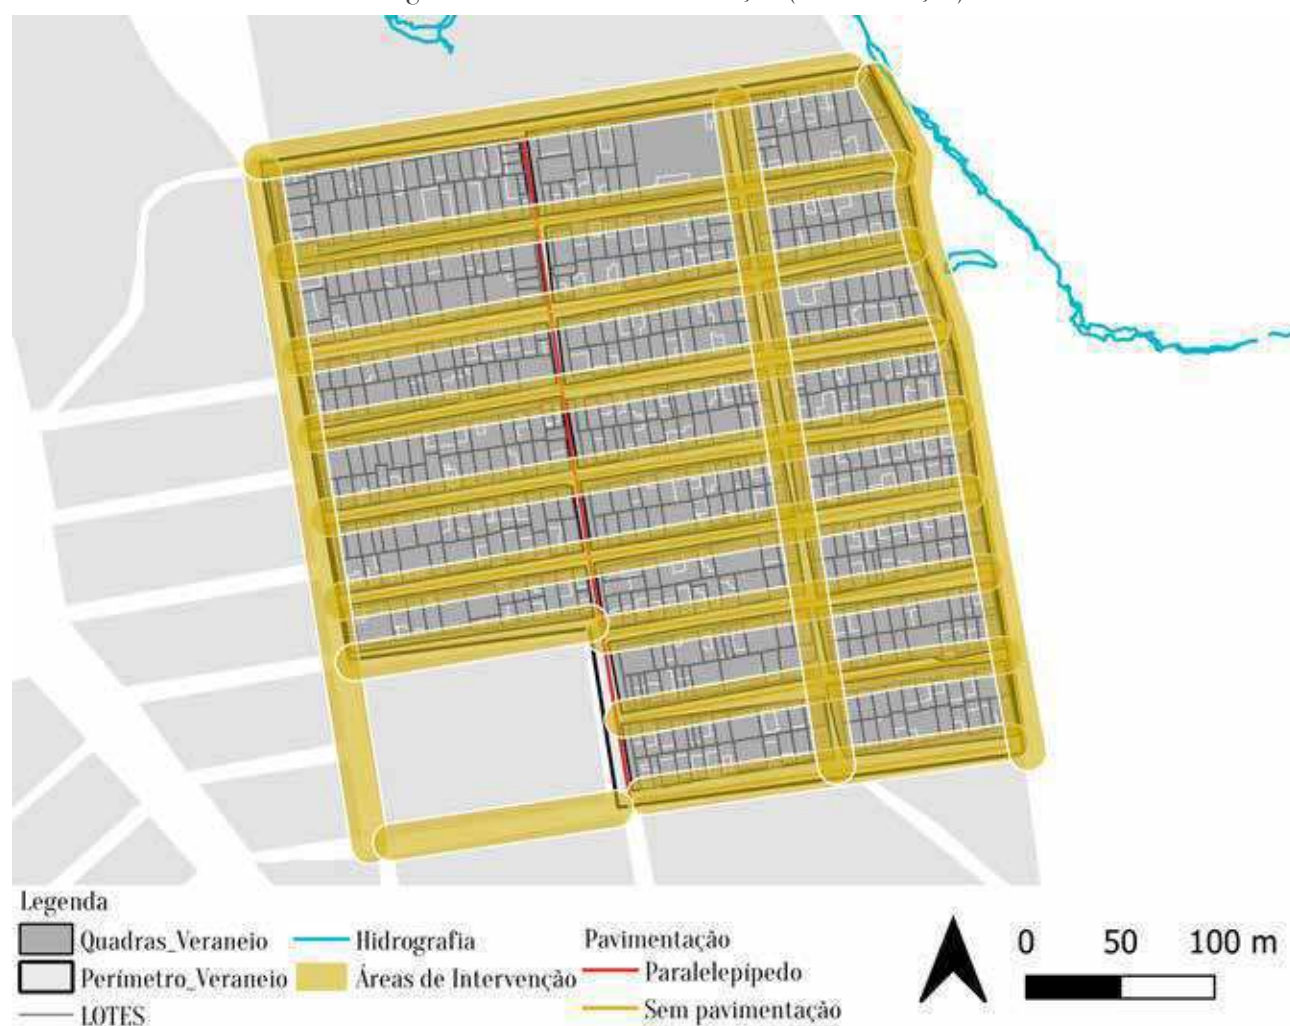 Legenda
Quadras_Veraneio
Hidrografia
Pavimentação
Perímetro_Veraneio
Áreas de Intervenção
Paralelepípedo
LOTES
Sem pavimentação
0 50 100 m